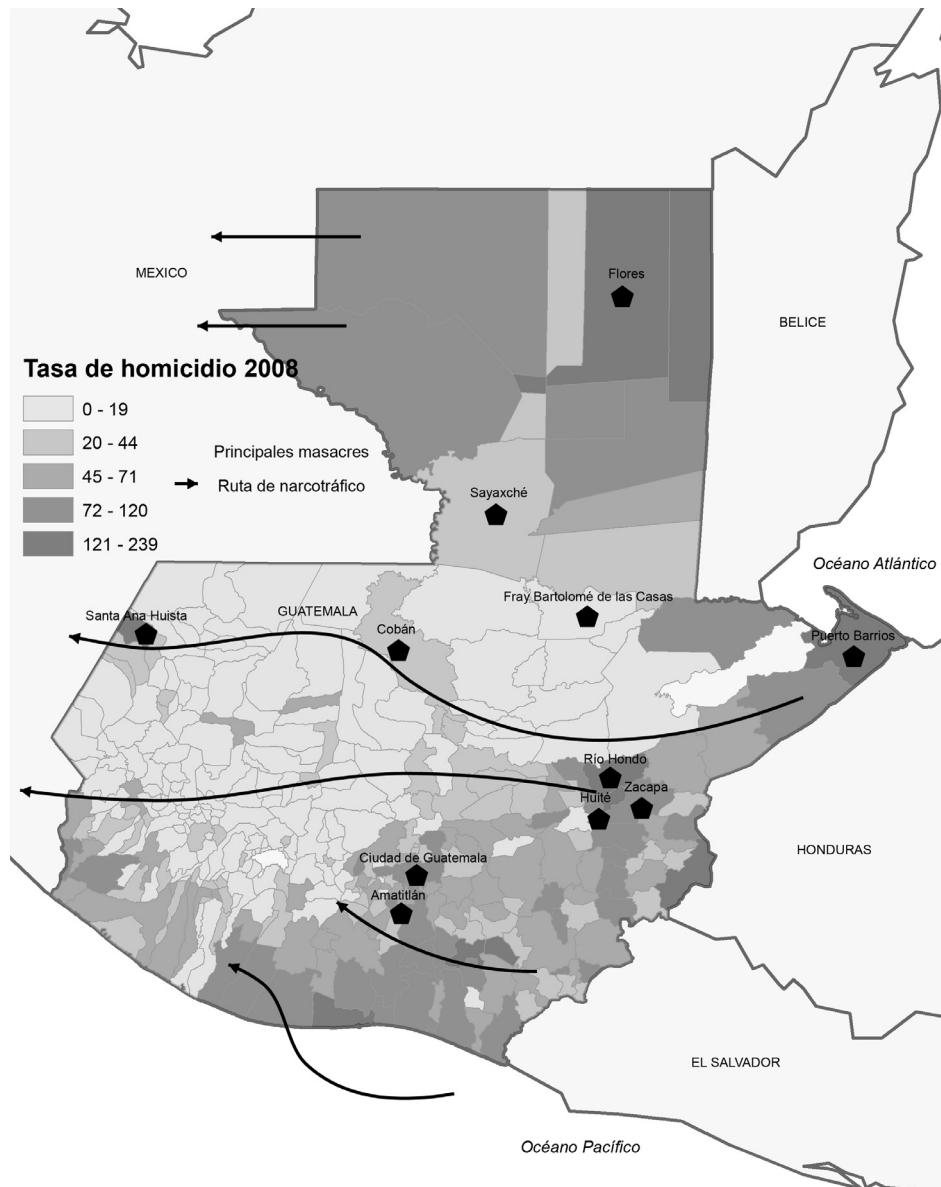 Flores
MEXICO
BELICE
Tasa de homicidio 2008
0 - 19
20 - 44
45 - 71
72 - 120
121 - 239
Principales masacres
Ruta de narcotráfico
Sayaxché
Océano Atlántico
Fray Bartolomé de las Casas
Santa Ana Huista
GUATEMALA
Cobán
Puerto Barrios
Río Hondo
Zacapa
Huité
HONDURAS
Ciudad de Guatemala
Amatitlán
EL SALVADOR
Océano Pacífico